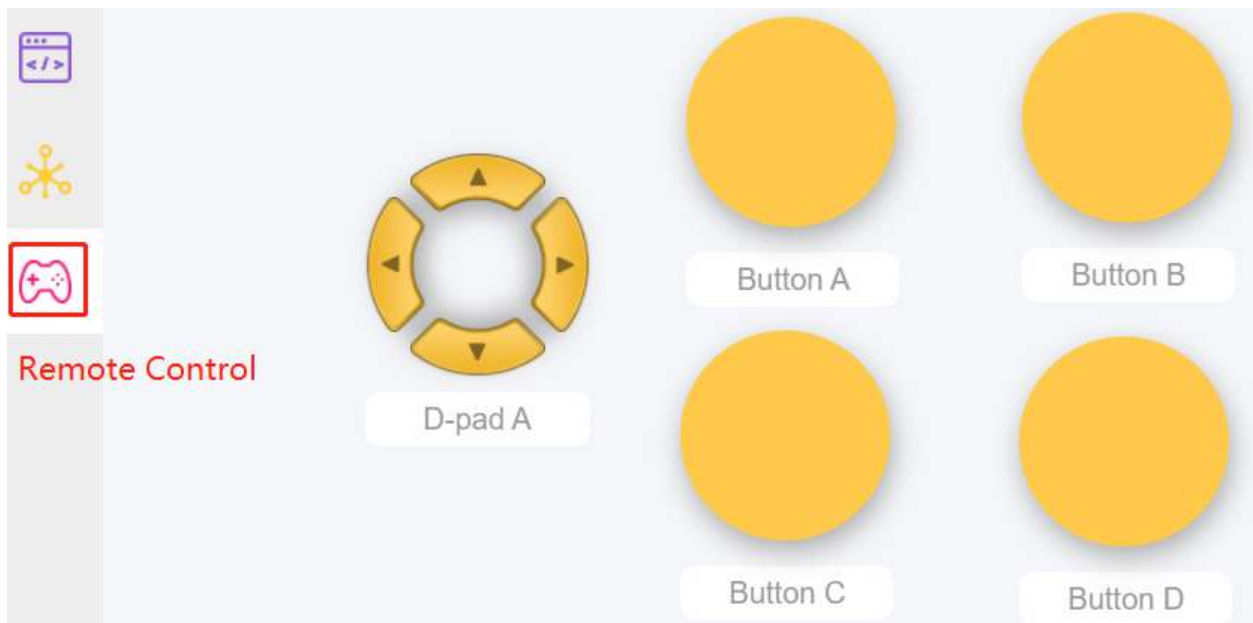 </>
Button A
Button B
Remote Control
D-pad A
Button C
Button D